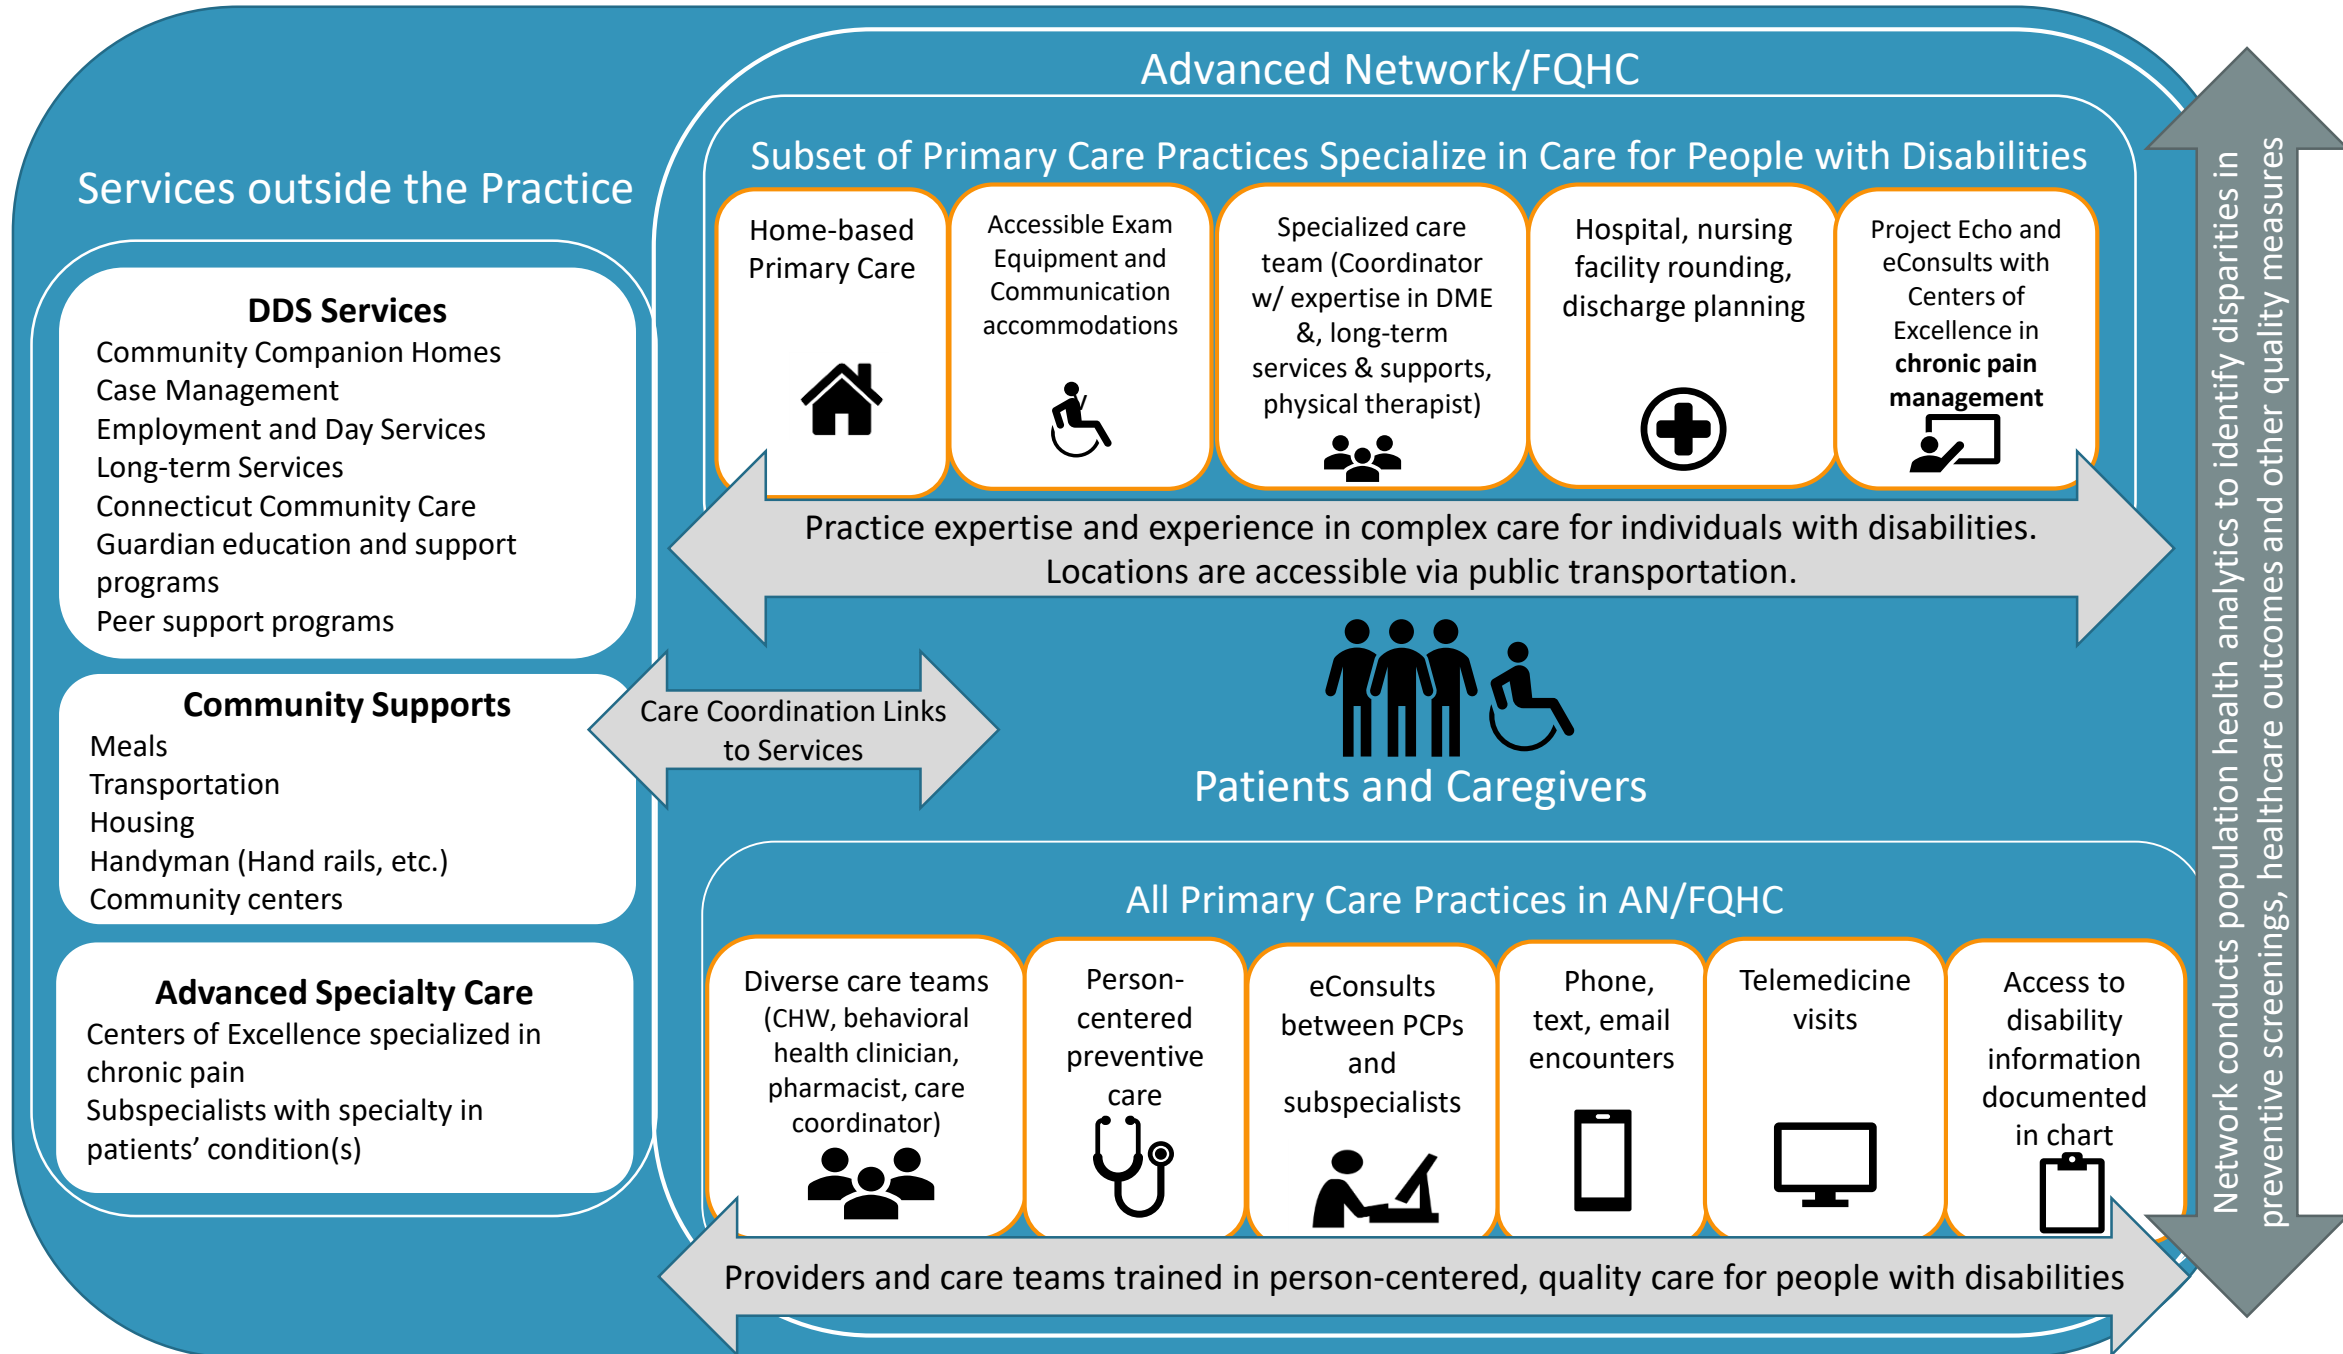 Advanced Network/FQHC
Services outside the Practice
DDS Services
Community Companion Homes
Case Management
Employment and Day Services
Long-term Services
Connecticut Community Care
Guardian education and support
programs
Peer support programs
Community Supports
Meals
Transportation
Housing
Handyman (Hand rails, etc.)
Community centers
Advanced Specialty Care
Centers of Excellence specialized in
chronic pain
Subspecialists with specialty in
patients’ condition(s)
Subset of Primary Care Practices Specialize in Care for People with Disabilities
Home-based
Primary Care
Accessible Exam
Equipment and
Communication
accommodations
Specialized care
team (Coordinator
w/ expertise in DME
&, long-term
services & supports,
physical therapist)
Hospital, nursing
facility rounding,
discharge planning
Project Echo and
eConsults with
Centers of
Excellence in
chronic pain
management
Practice expertise and experience in complex care for individuals with disabilities.
Locations are accessible via public transportation.
Care Coordination Links
to Services
Patients and Caregivers
All Primary Care Practices in AN/FQHC
Diverse care teams
(CHW, behavioral
health clinician,
pharmacist, care
coordinator)
Person-
centered
preventive
care
eConsults
between PCPs
and
subspecialists
Phone,
text, email
encounters
Telemedicine
visits
Access to
disability
information
documented
in chart
Providers and care teams trained in person-centered, quality care for people with disabilities
Network conducts population health analytics to identify disparities in
preventive screenings, healthcare outcomes and other quality measures